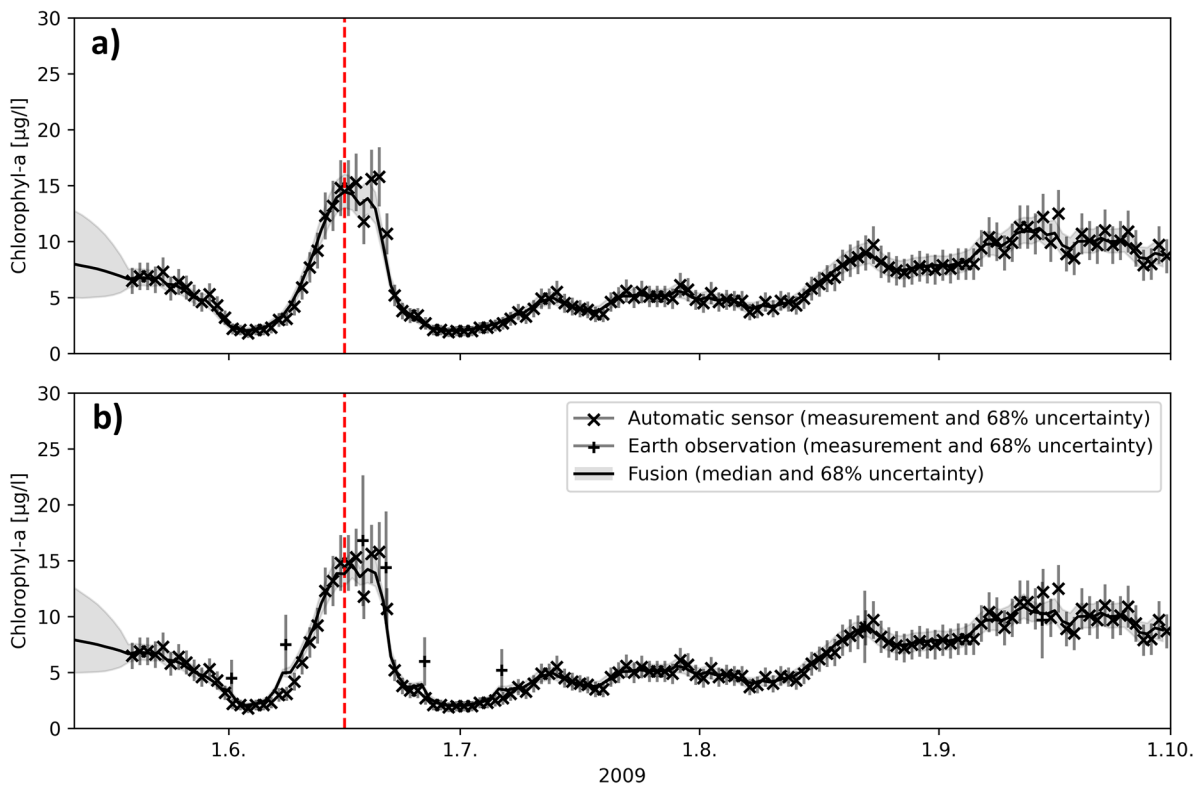 a)
30
25
20
15
10
5
0
Chlorophyl-a [µg/l]
b)
30
25
20
15
10
5
0
Chlorophyl-a [µg/l]
Automatic sensor (measurement and 68% uncertainty)
Earth observation (measurement and 68% uncertainty)
Fusion (median and 68% uncertainty)
1.6. 1.7. 1.8. 1.9. 1.10.
2009